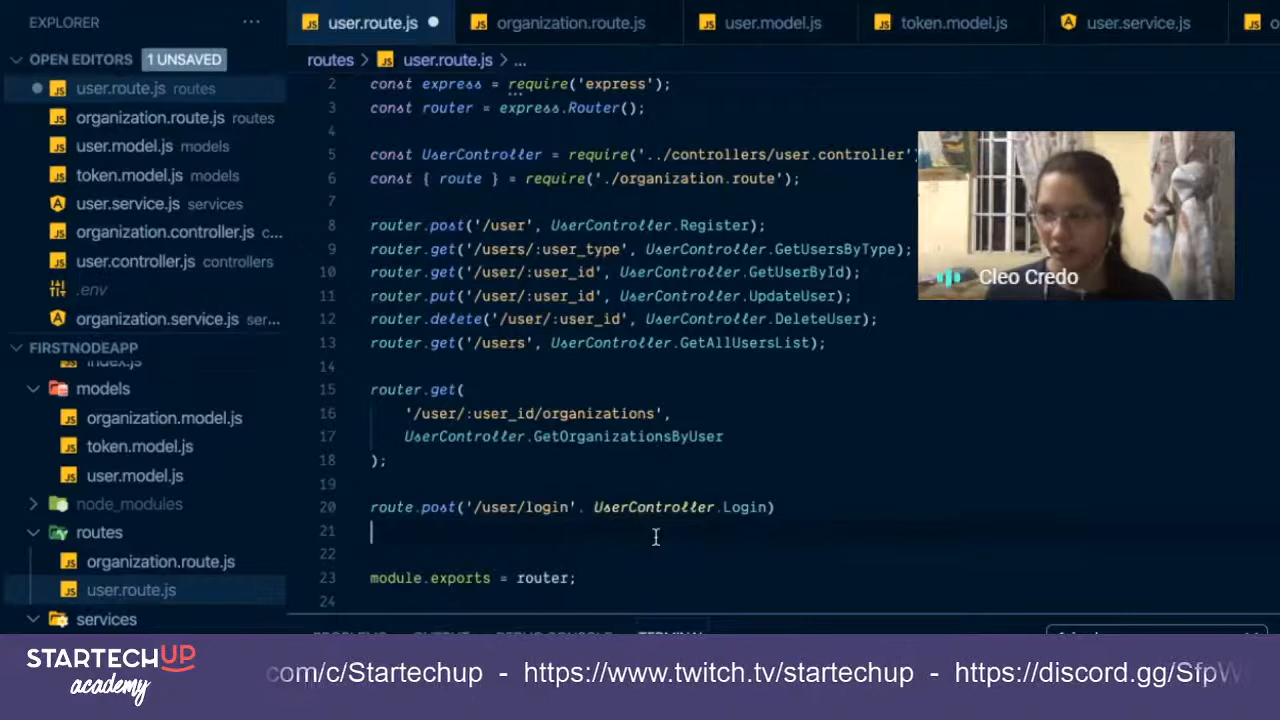 EXPLORER
OPEN EDITORS 1 UNSAVED
user.route.js routes
organization.route.js routes
user.model.js models
token.model.js models
user.service.js services
organization.controller.js c...
user.controller.js controllers
.env
organization.service.js ser...
FIRSTNODEAPP
index.js
models
organization.model.js
token.model.js
user.model.js
node_modules
routes
organization.route.js
user.route.js
services
user.route.js organization.route.js user.model.js token.model.js user.service.js
routes > user.route.js > ...
2 const express = require('express');
3 const router = express.Router();
4
5 const UserController = require('../controllers/user.controller'
6 const { route } = require('./organization.route');
7
8 router.post('/user', UserController.Register);
9 router.get('/users/:user_type', UserController.GetUsersByType);
10 router.get('/user/:user_id', UserController.GetUserById);
11 router.put('/user/:user_id', UserController.UpdateUser);
12 router.delete('/user/:user_id', UserController.DeleteUser);
13 router.get('/users', UserController.GetAllUsersList);
14
15 router.get(
16 '/user/:user_id/organizations',
17 UserController.GetOrganizationsByUser
18 );
19
20 route.post('/user/login'. UserController.Login)
21
22
23 module.exports = router;
24
Cleo Credo
STARTECHUP
academy
com/c/Startechup - https://www.twitch.tv/startechup - https://discord.gg/SfpW